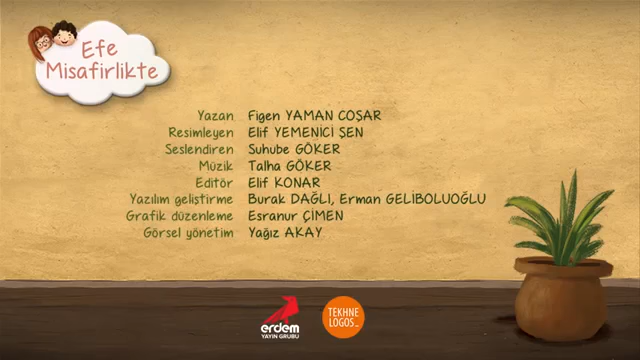 Efe
Misafirlikte
Yazan Figen YAMAN COŞAR
Resimleyen Elif YEMENİCİ ŞEN
Seslendiren Suhube GÖKER
Müzik Talha GÖKER
Editör Elif KONAR
Yazılım geliştirme Burak DAĞLI, Erman GELİBOLUOĞLU
Grafik düzenleme Esranur ÇİMEN
Görsel yönetim Yağız AKAY
erdem
YAYIN GRUBU
TEKHNE
LOGOS